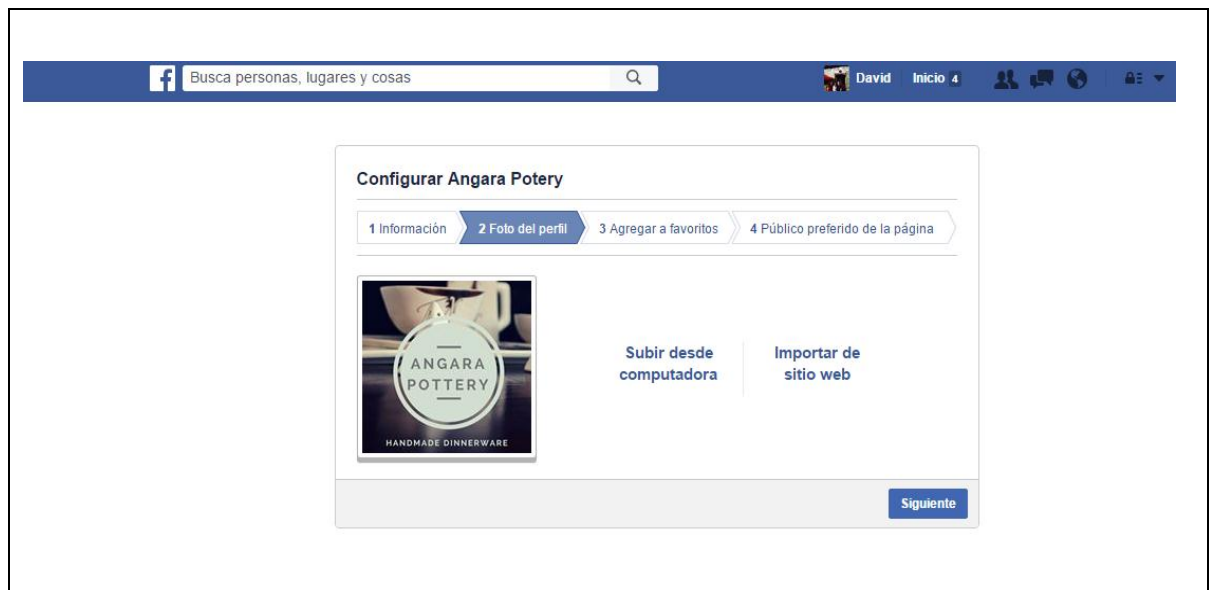 Busca personas, lugares y cosas
David Inicio 4
Configurar Angara Potery
1 Información 2 Foto del perfil 3 Agregar a favoritos 4 Público preferido de la página
ANGARA
POTTERY
HANDMADE DINNERWARE
Subir desde
computadora
Importar de
sitio web
Siguiente